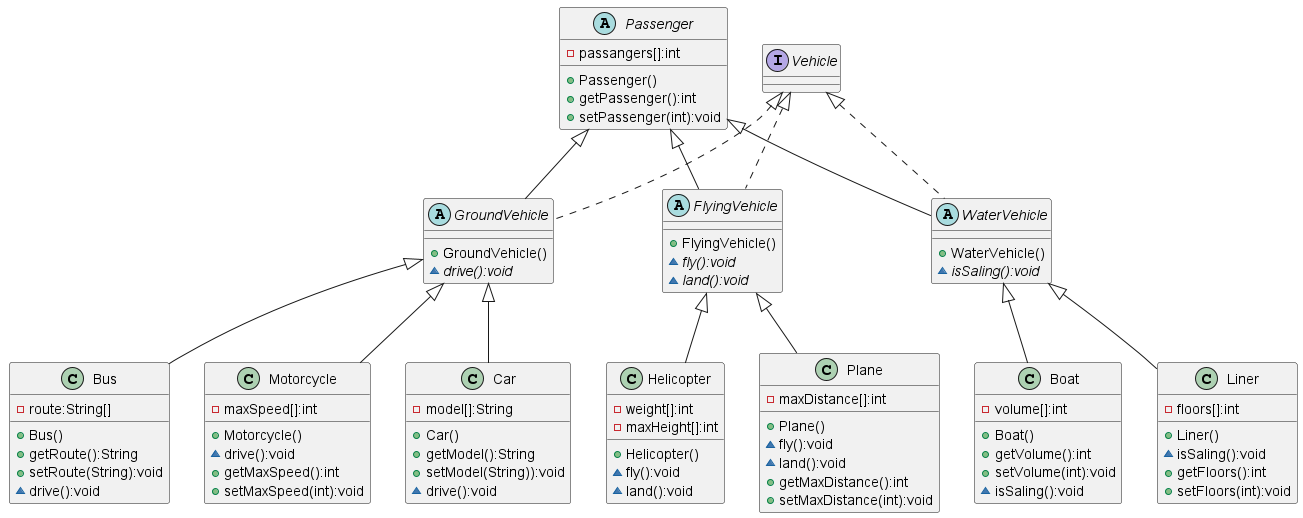 A Passenger
passangers[]:int
Passenger()
getPassenger():int
setPassenger(int):void
I Vehicle
A GroundVehicle
GroundVehicle()
drive():void
A FlyingVehicle
FlyingVehicle()
fly():void
land():void
A WaterVehicle
WaterVehicle()
isSaling():void
C Bus
route:String[]
Bus()
getRoute():String
setRoute(String):void
drive():void
C Motorcycle
maxSpeed[]:int
Motorcycle()
drive():void
getMaxSpeed():int
setMaxSpeed(int):void
C Car
model[]:String
Car()
getModel():String
setModel(String)):void
drive():void
C Helicopter
weight[]:int
maxHeight[]:int
Helicopter()
fly():void
land():void
C Plane
maxDistance[]:int
Plane()
fly():void
land():void
getMaxDistance():int
setMaxDistance(int):void
C Boat
volume[]:int
Boat()
getVolume():int
setVolume(int):void
isSaling():void
C Liner
floors[]:int
Liner()
isSaling():void
getFloors():int
setFloors(int):void